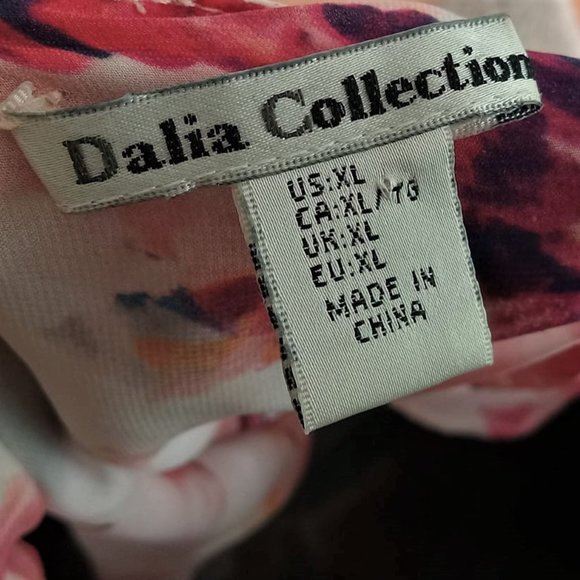 Dalia Collection
US:XL
CA:XL/TG
UK:XL
EU:XL
MADE IN
CHINA